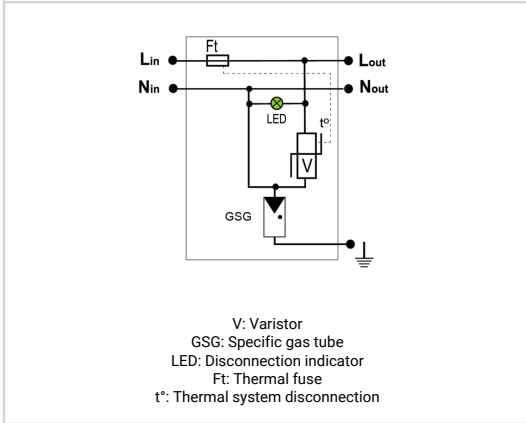 Ft
Lin Lout
Nin Nout
LED
t°
V
GSG
V: Varistor
GSG: Specific gas tube
LED: Disconnection indicator
Ft: Thermal fuse
t°: Thermal system disconnection